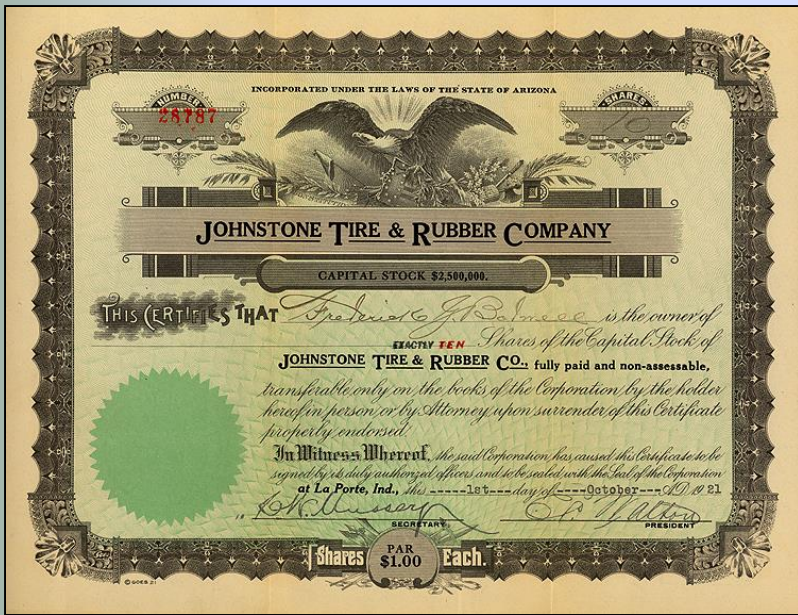 INCORPORATED UNDER THE LAWS OF THE STATE OF ARIZONA
NUMBER
28787
SHARES
10
JOHNSTONE TIRE & RUBBER COMPANY
CAPITAL STOCK $2,500,000.
THIS CERTIFIES THAT Frederick G. is the owner of
EXACTLY TEN Shares of the Capital Stock of
JOHNSTONE TIRE & RUBBER CO., fully paid and non-assessable,
transferable only on the books of the Corporation by the holder
hereof in person or by Attorney upon surrender of this Certificate
properly endorsed.
In Witness Whereof, the said Corporation has caused this Certificate to be
signed by its duly authorized officers and to be sealed with the Seal of the Corporation
at La Porte, Ind., this -----1st---day of----October---A.D. 1921
SECRETARY.
PRESIDENT
Shares PAR $1.00 Each.
© GOES 21